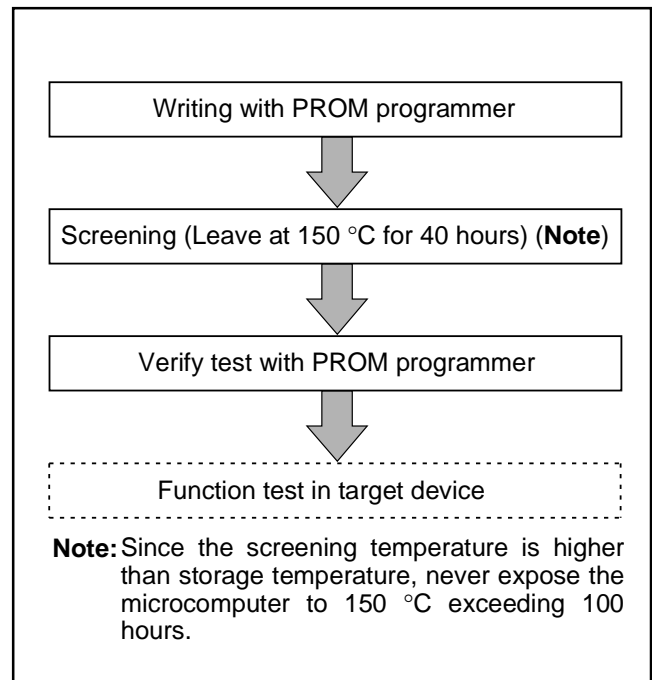 Writing with PROM programmer
Screening (Leave at 150 °C for 40 hours) (Note)
Verify test with PROM programmer
Function test in target device
Note: Since the screening temperature is higher
than storage temperature, never expose the
microcomputer to 150 °C exceeding 100
hours.